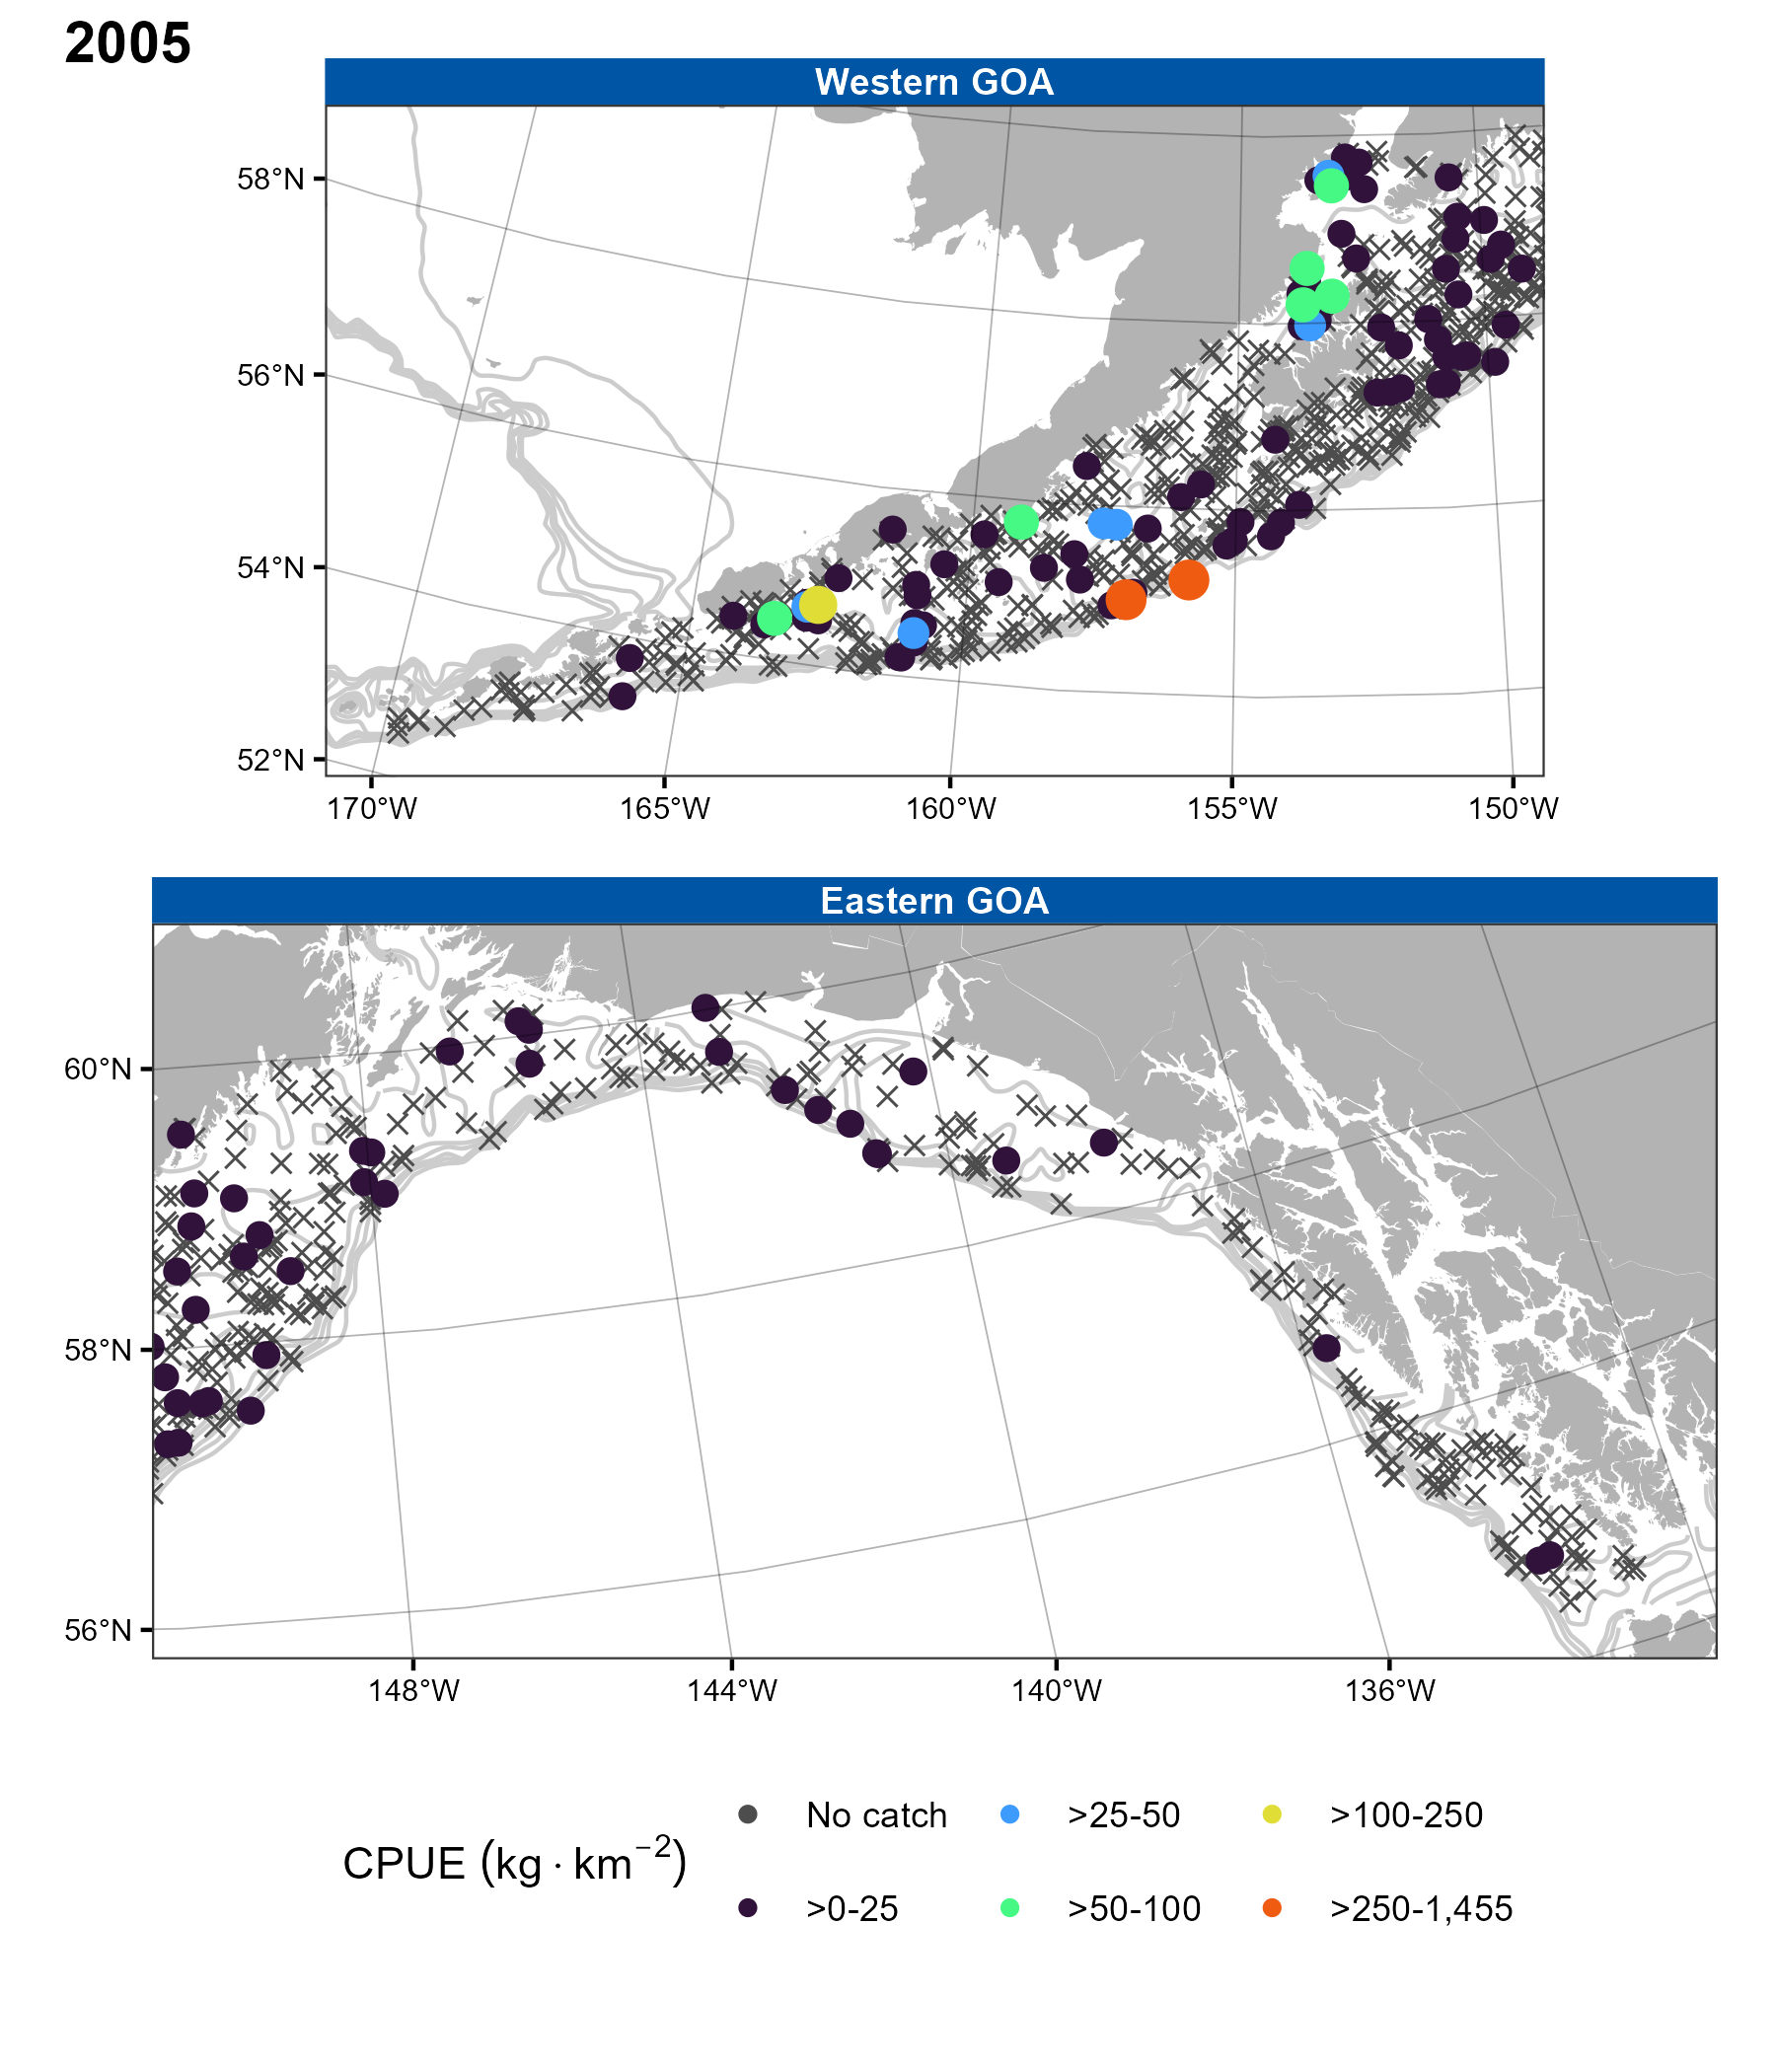 2005
Western GOA
58°N
56°N
54°N
52°N
170°W 165°W 160°W 155°W 150°W
Eastern GOA
60°N
58°N
56°N
148°W 144°W 140°W 136°W
CPUE (kg · km⁻²)
No catch >25-50 >100-250
>0-25 >50-100 >250-1,455